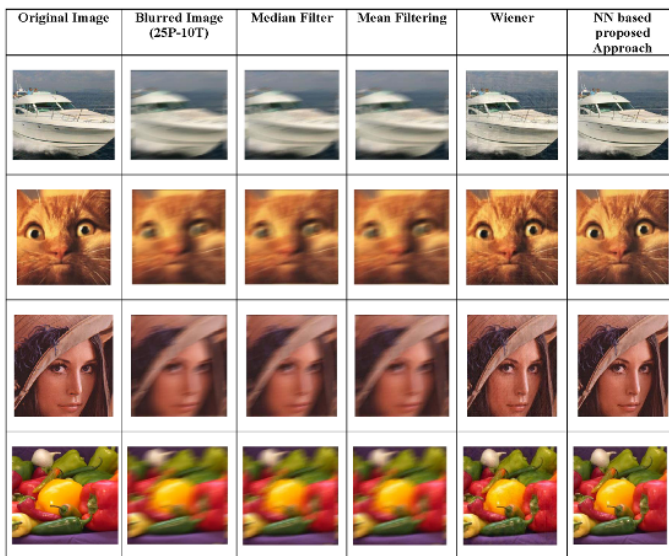 Original Image
Blurred Image
(25P-10T)
Median Filter
Mean Filtering
Wiener
NN based
proposed
Approach